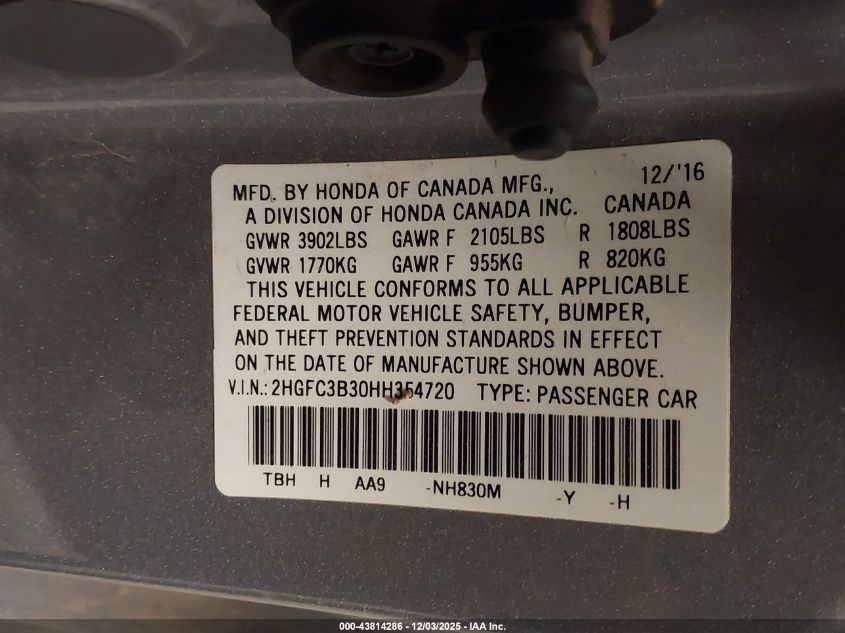 12/'16
MFD. BY HONDA OF CANADA MFG.,
A DIVISION OF HONDA CANADA INC. CANADA
GVWR 3902LBS GAWR F 2105LBS R 1808LBS
GVWR 1770KG GAWR F 955KG R 820KG
THIS VEHICLE CONFORMS TO ALL APPLICABLE
FEDERAL MOTOR VEHICLE SAFETY, BUMPER,
AND THEFT PREVENTION STANDARDS IN EFFECT
ON THE DATE OF MANUFACTURE SHOWN ABOVE.
V.I.N.: 2HGFC3B30HH354720 TYPE: PASSENGER CAR
TBH H AA9 -NH830M -Y -H
000-43814286 - 12/03/2025 - IAA Inc.